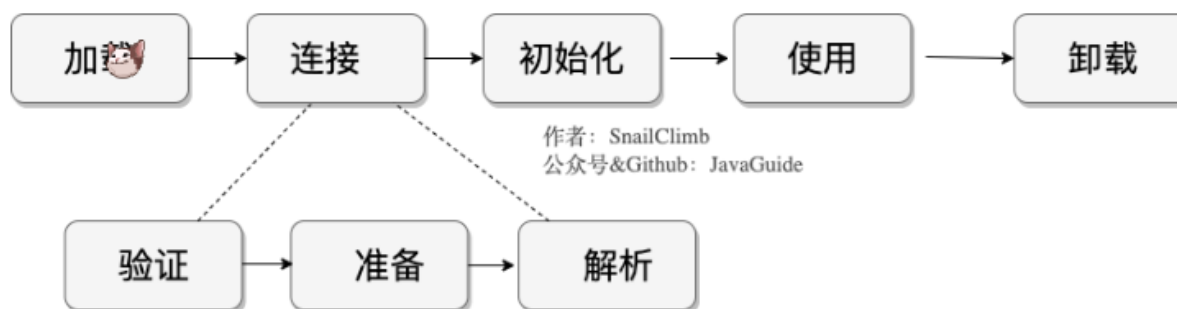 加载
连接
初始化
使用
卸载
作者：SnailClimb
公众号&Github：JavaGuide
验证
准备
解析